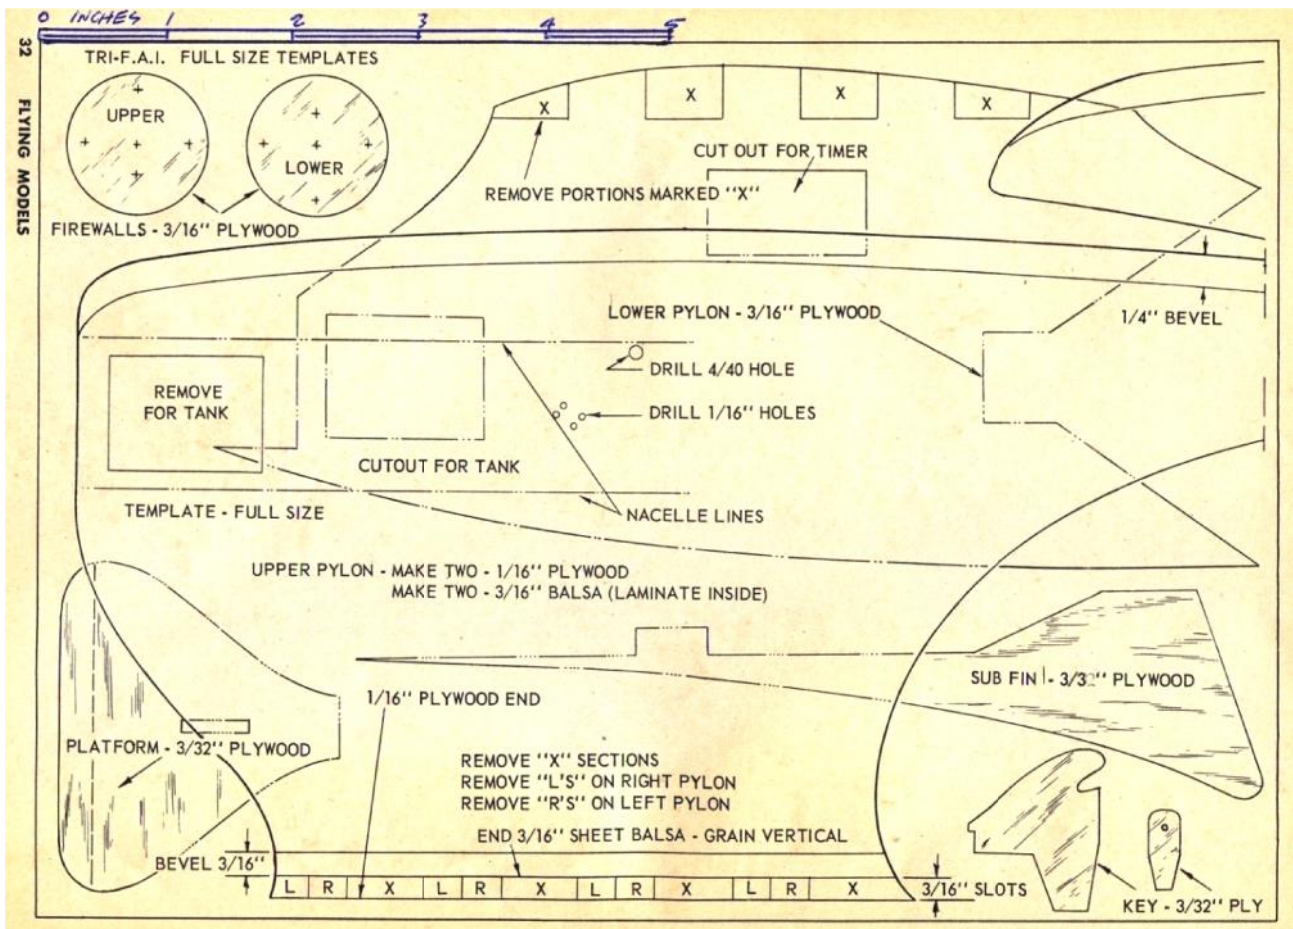 0 INCHES 1 2 3 4 5
32 FLYING MODELS
TRI-F.A.I. FULL SIZE TEMPLATES
UPPER
LOWER
FIREWALLS - 3/16" PLYWOOD
X
X
X
X
REMOVE PORTIONS MARKED "X"
CUT OUT FOR TIMER
LOWER PYLON - 3/16" PLYWOOD
1/4" BEVEL
REMOVE
FOR TANK
DRILL 4/40 HOLE
DRILL 1/16" HOLES
CUTOUT FOR TANK
TEMPLATE - FULL SIZE
NACELLE LINES
UPPER PYLON - MAKE TWO - 1/16" PLYWOOD
MAKE TWO - 3/16" BALSA (LAMINATE INSIDE)
SUB FIN - 3/32" PLYWOOD
1/16" PLYWOOD END
PLATFORM - 3/32" PLYWOOD
REMOVE "X" SECTIONS
REMOVE "L'S" ON RIGHT PYLON
REMOVE "R'S" ON LEFT PYLON
END 3/16" SHEET BALSA - GRAIN VERTICAL
BEVEL 3/16"
L R X L R X L R X L R X
3/16" SLOTS
KEY - 3/32" PLY